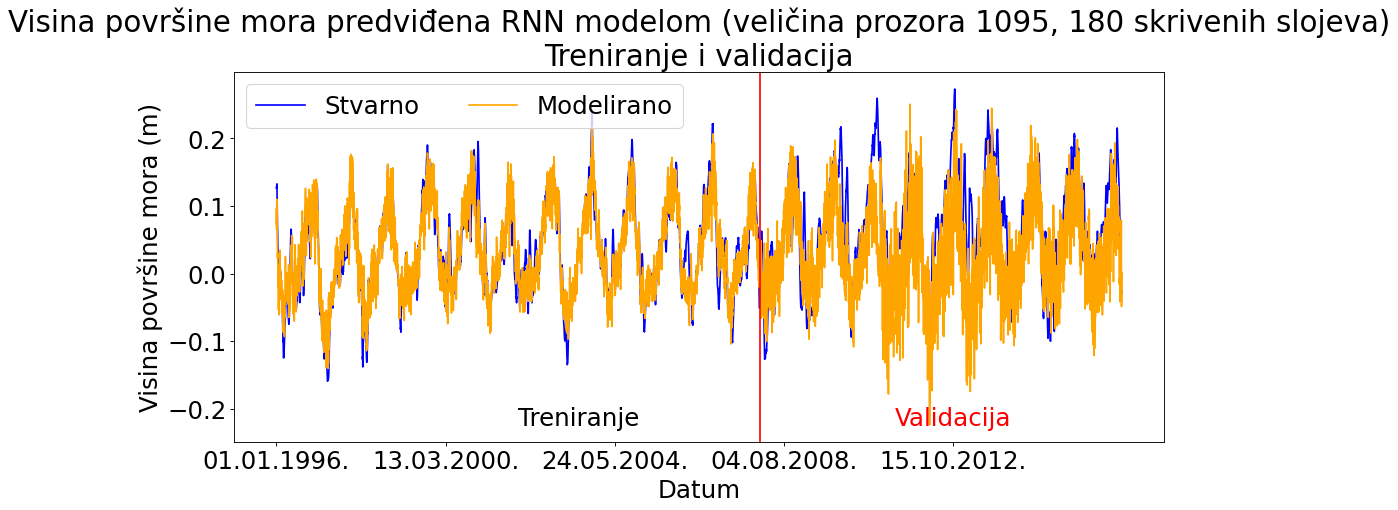 Visina površine mora predviđena RNN modelom (veličina prozora 1095, 180 skrivenih slojeva)
Treniranje i validacija
Stvarno
Modelirano
Visina površine mora (m)
0.2
0.1
0.0
−0.1
−0.2
Treniranje
Validacija
01.01.1996.
13.03.2000.
24.05.2004.
04.08.2008.
15.10.2012.
Datum